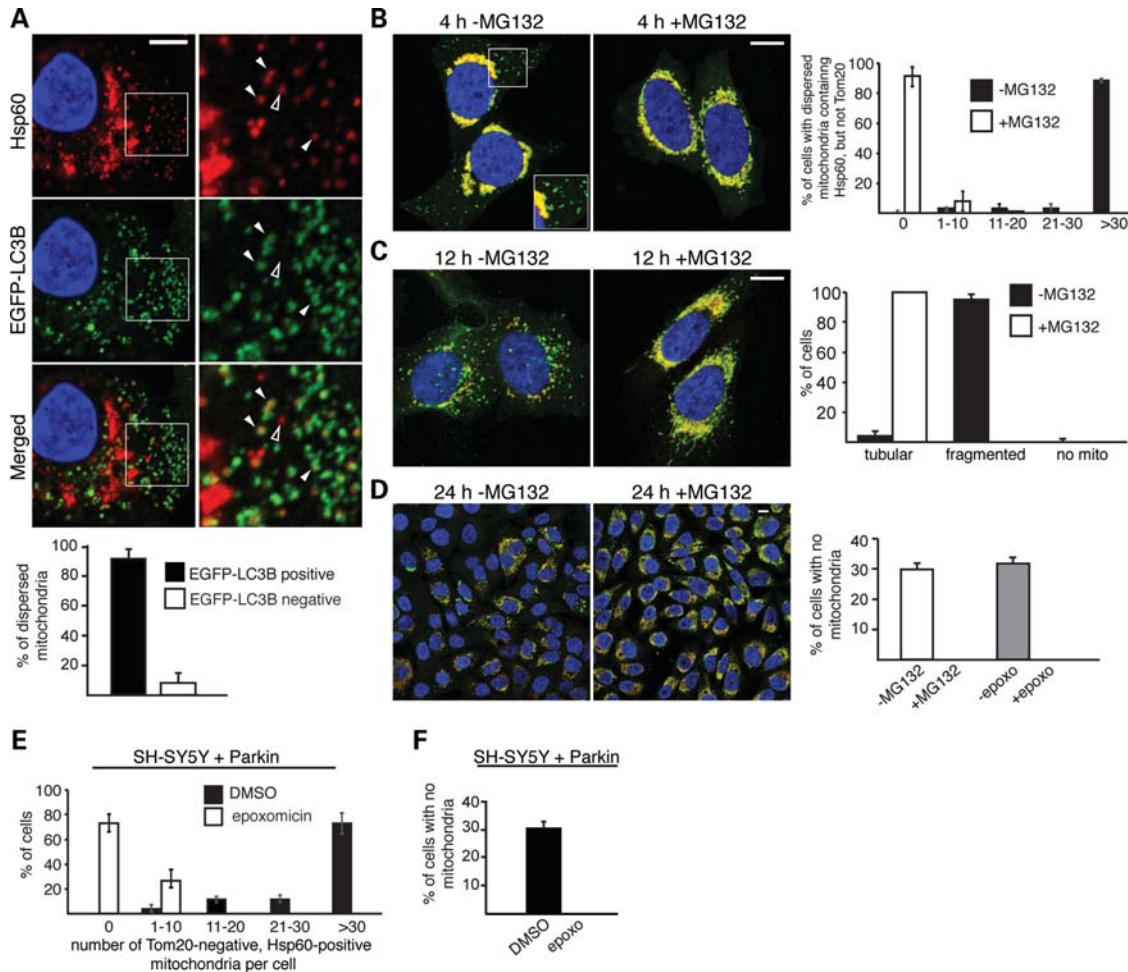 A
Hsp60
EGFP-LC3B
Merged
% of dispersed
mitochondria
100
80
60
40
20
EGFP-LC3B positive
EGFP-LC3B negative
B
4 h -MG132
4 h +MG132
% of cells with dispersed
mitochondria containing
Hsp60, but not Tom20
100
80
60
40
20
-MG132
+MG132
0 1-10 11-20 21-30 >30
C
12 h -MG132
12 h +MG132
% of cells
100
80
60
40
20
-MG132
+MG132
tubular fragmented no mito
D
24 h -MG132
24 h +MG132
% of cells with no
mitochondria
40
30
20
10
-MG132
+MG132
-epoxo
+epoxo
E
SH-SY5Y + Parkin
% of cells
80
60
40
20
DMSO
epoxomicin
0 1-10 11-20 21-30 >30
number of Tom20-negative, Hsp60-positive
mitochondria per cell
F
SH-SY5Y + Parkin
% of cells with no
mitochondria
40
30
20
10
DMSO
epoxo